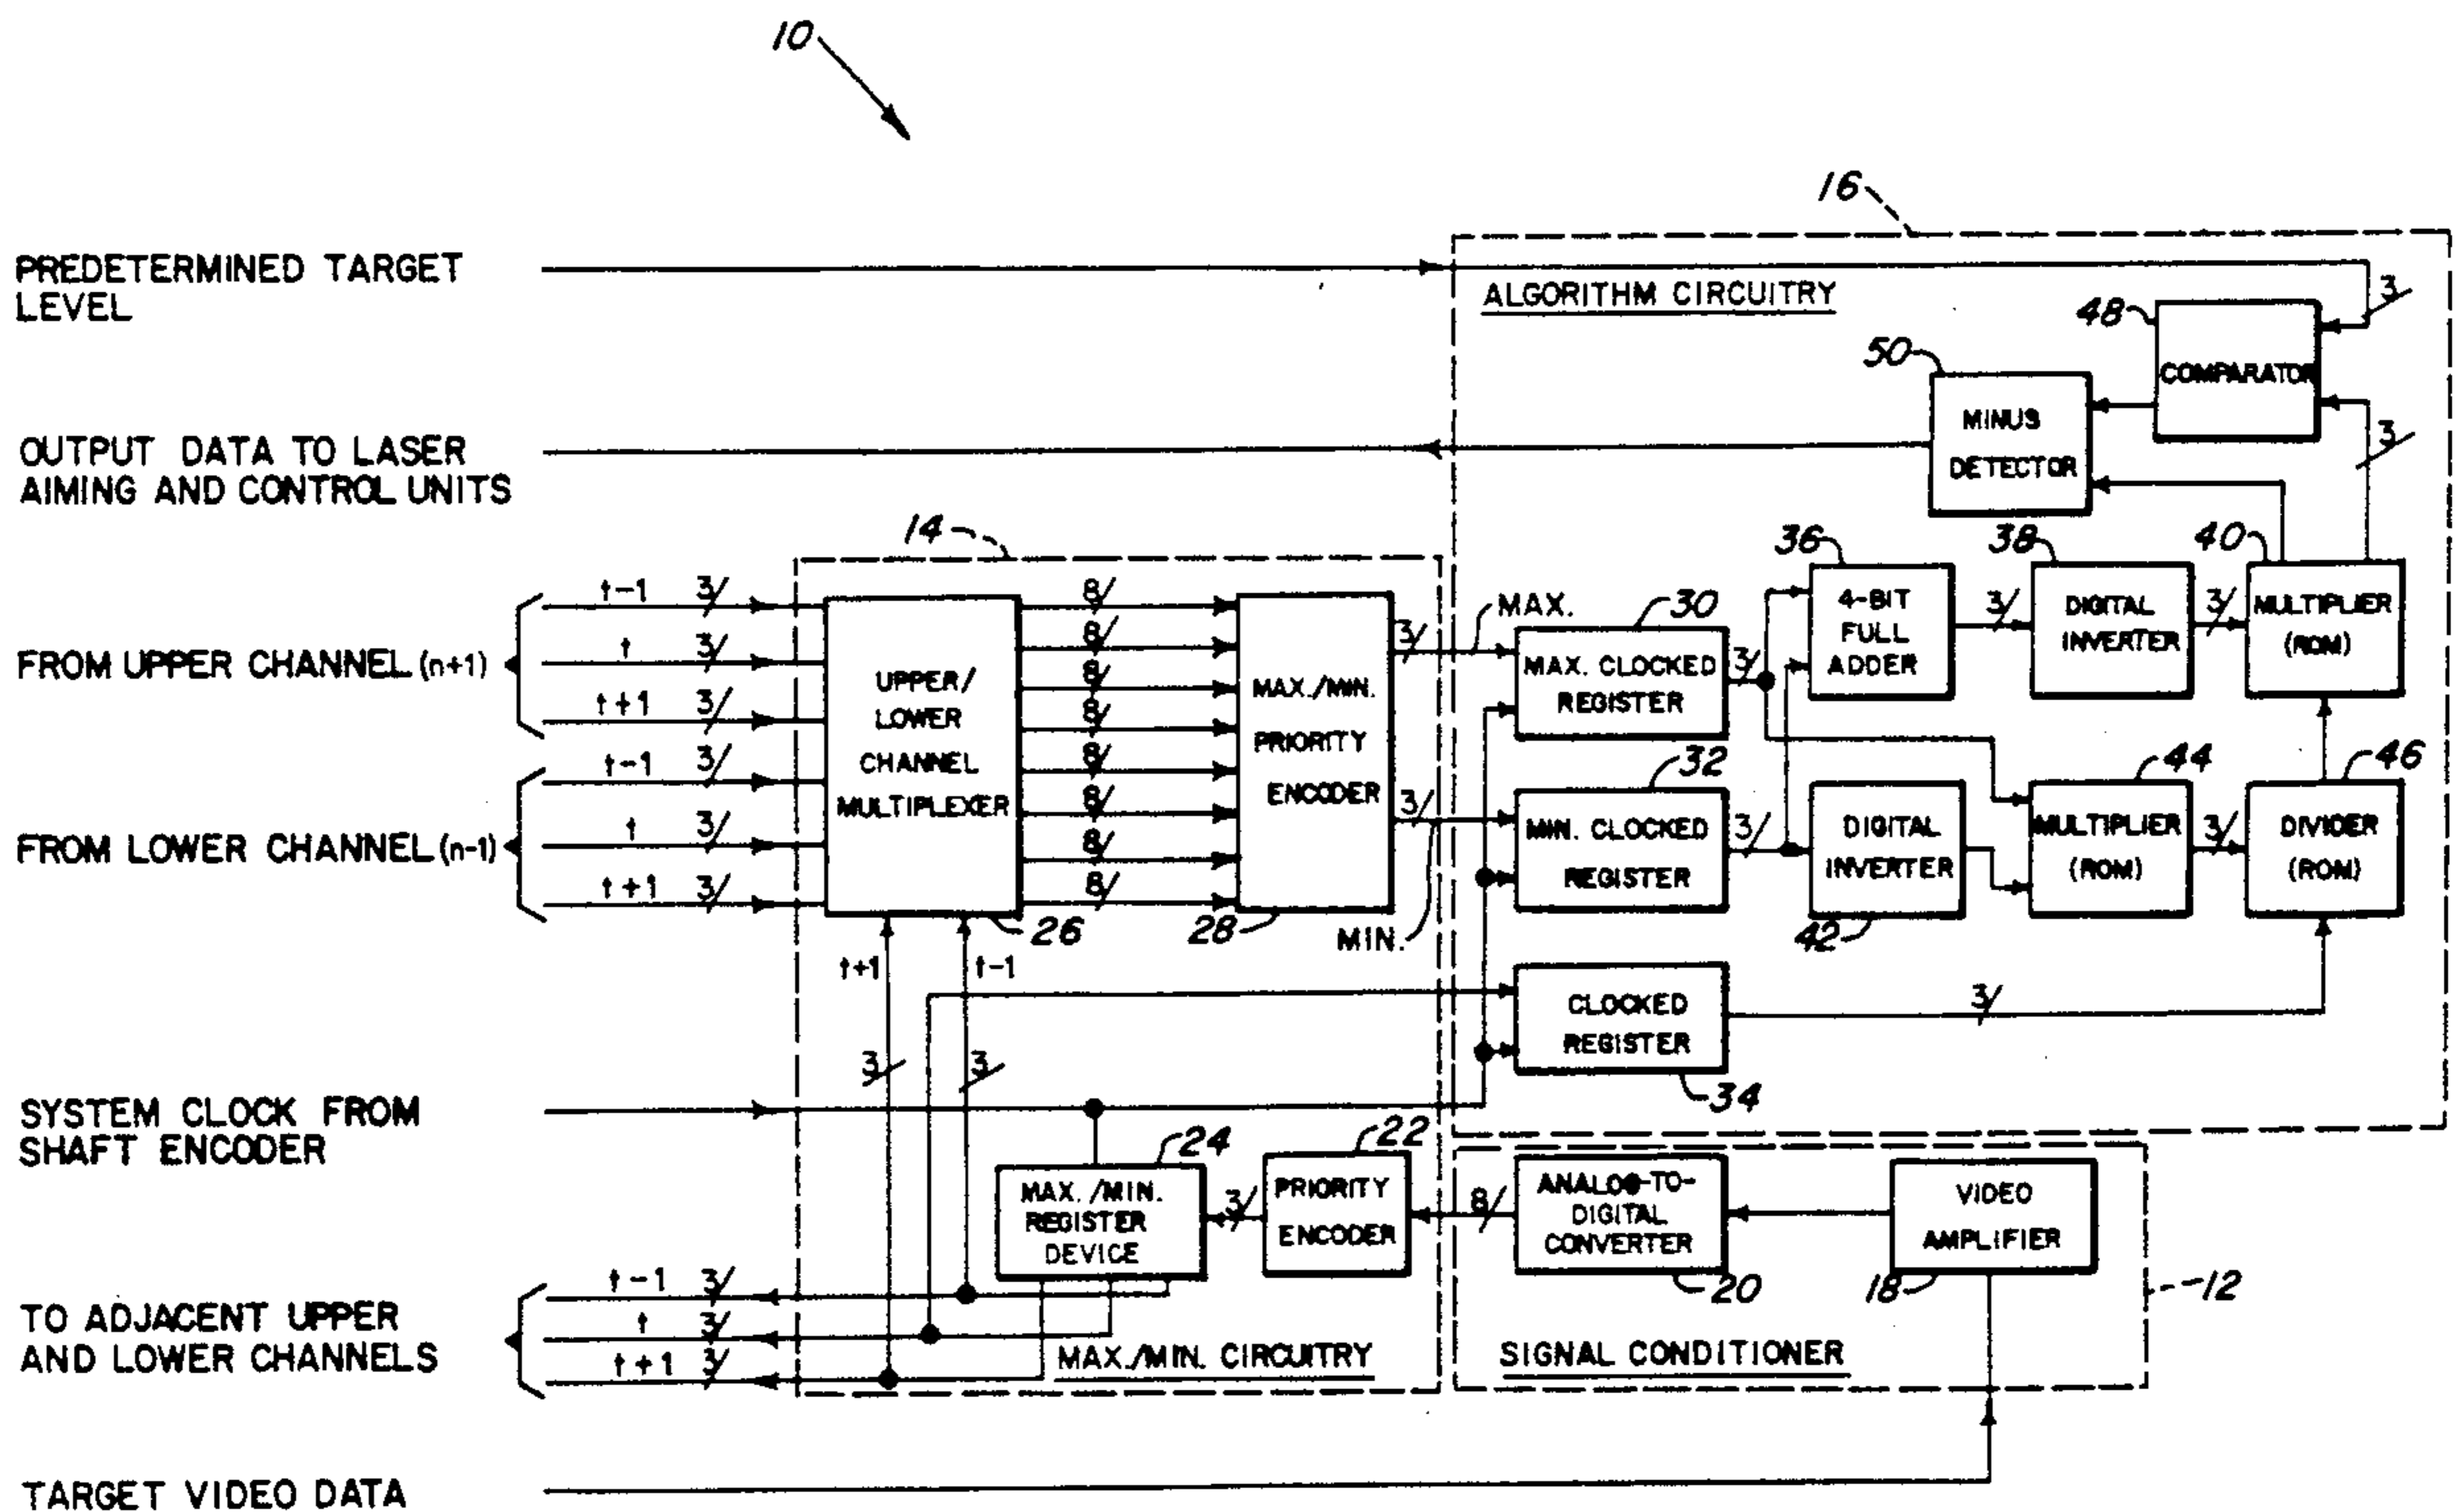 10
16
PREDETERMINED TARGET
LEVEL
ALGORITHM CIRCUITRY
3
48
COMPARATOR
50
MINUS
DETECTOR
3
OUTPUT DATA TO LASER
AIMING AND CONTROL UNITS
14
FROM UPPER CHANNEL (n+1)
t-1 3/
t 3/
t+1 3/
FROM LOWER CHANNEL (n-1)
t-1 3/
t 3/
t+1 3/
UPPER/
LOWER
CHANNEL
MULTIPLEXER
26
8/
8/
8/
8/
8/
8/
8/
8/
MAX./MIN.
PRIORITY
ENCODER
28
3/
MAX.
3/
MIN.
30
MAX. CLOCKED
REGISTER
3/
32
MIN. CLOCKED
REGISTER
3/
CLOCKED
REGISTER
34
3/
36
4-BIT
FULL
ADDER
3/
38
DIGITAL
INVERTER
3/
40
MULTIPLIER
(ROM)
DIGITAL
INVERTER
42
44
MULTIPLIER
(ROM)
3/
46
DIVIDER
(ROM)
t+1
t-1
3
3
SYSTEM CLOCK FROM
SHAFT ENCODER
24
MAX./MIN.
REGISTER
DEVICE
3/
22
PRIORITY
ENCODER
8/
ANALOG-TO-
DIGITAL
CONVERTER
20
VIDEO
AMPLIFIER
18
12
TO ADJACENT UPPER
AND LOWER CHANNELS
t-1 3/
t 3/
t+1 3/
MAX./MIN. CIRCUITRY
SIGNAL CONDITIONER
TARGET VIDEO DATA